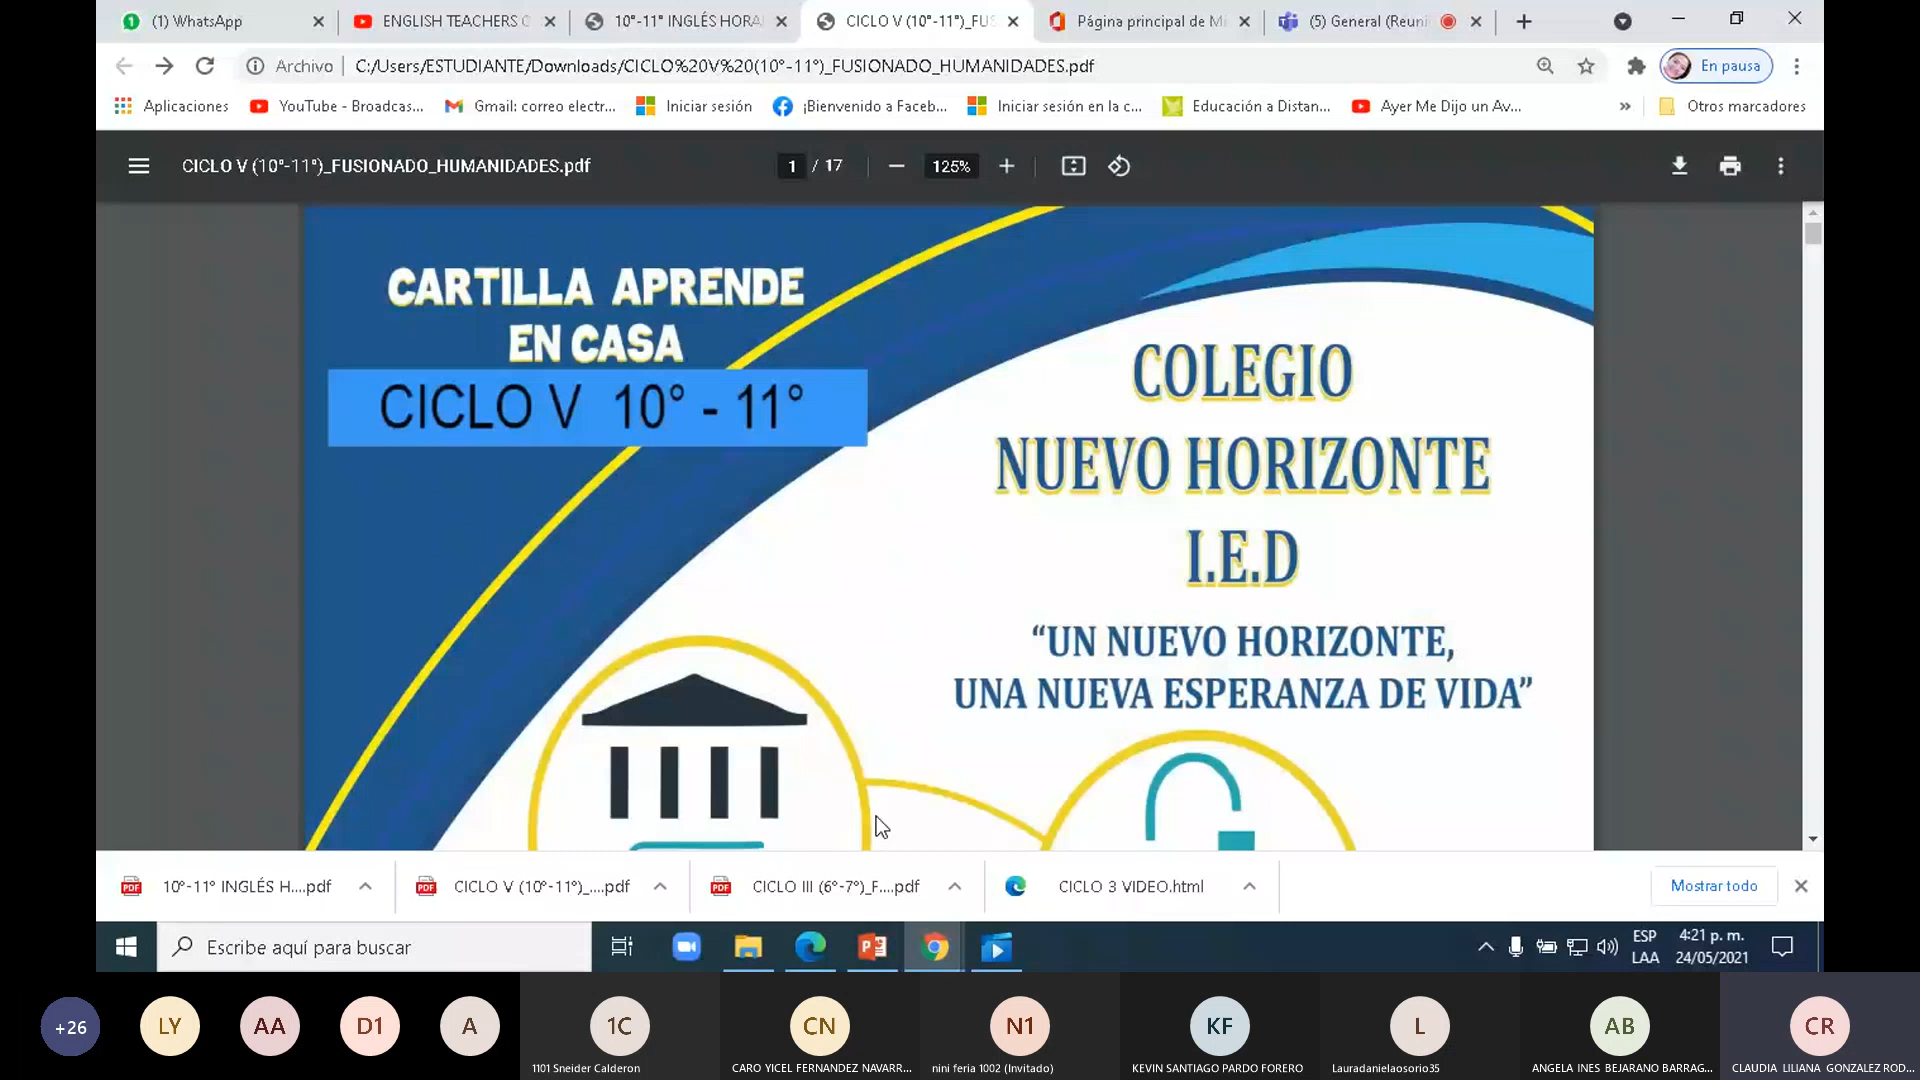 (1) WhatsApp
ENGLISH TEACHERS C
10°-11° INGLÉS HORA
CICLO V (10°-11°)_FUS
Página principal de Mi
(5) General (Reuni
Archivo
C:/Users/ESTUDIANTE/Downloads/CICLO%20V%20(10°-11°)_FUSIONADO_HUMANIDADES.pdf
En pausa
Aplicaciones
YouTube - Broadcas...
Gmail: correo electr...
Iniciar sesión
¡Bienvenido a Faceb...
Iniciar sesión en la c...
Educación a Distan...
Ayer Me Dijo un Av...
»
Otros marcadores
CICLO V (10°-11°)_FUSIONADO_HUMANIDADES.pdf
1 / 17
125%
CARTILLA APRENDE
EN CASA
CICLO V 10° - 11°
COLEGIO
NUEVO HORIZONTE
I.E.D
“UN NUEVO HORIZONTE,
UNA NUEVA ESPERANZA DE VIDA”
10°-11° INGLÉS H....pdf
CICLO V (10°-11°)_....pdf
CICLO III (6°-7°)_F....pdf
CICLO 3 VIDEO.html
Mostrar todo
Escribe aquí para buscar
ESP
LAA
4:21 p. m.
24/05/2021
+26
LY
AA
D1
A
1C
CN
N1
KF
L
AB
CR
1101 Sneider Calderon
CARO YICEL FERNANDEZ NAVARR...
nini feria 1002 (Invitado)
KEVIN SANTIAGO PARDO FORERO
Lauradanielaosorio35
ANGELA INES BEJARANO BARRAG...
CLAUDIA LILIANA GONZALEZ ROD...